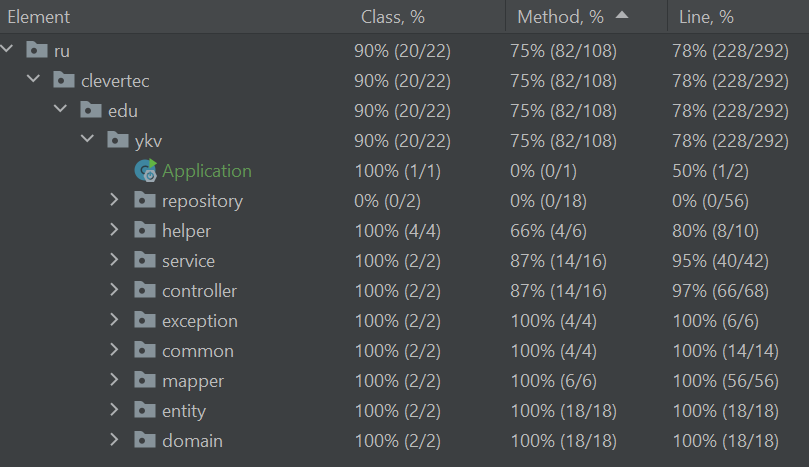 Element Class, % Method, % Line, %
ru 90% (20/22) 75% (82/108) 78% (228/292)
clevertec 90% (20/22) 75% (82/108) 78% (228/292)
edu 90% (20/22) 75% (82/108) 78% (228/292)
ykv 90% (20/22) 75% (82/108) 78% (228/292)
Application 100% (1/1) 0% (0/1) 50% (1/2)
repository 0% (0/2) 0% (0/18) 0% (0/56)
helper 100% (4/4) 66% (4/6) 80% (8/10)
service 100% (2/2) 87% (14/16) 95% (40/42)
controller 100% (2/2) 87% (14/16) 97% (66/68)
exception 100% (2/2) 100% (4/4) 100% (6/6)
common 100% (2/2) 100% (4/4) 100% (14/14)
mapper 100% (2/2) 100% (6/6) 100% (56/56)
entity 100% (2/2) 100% (18/18) 100% (18/18)
domain 100% (2/2) 100% (18/18) 100% (18/18)